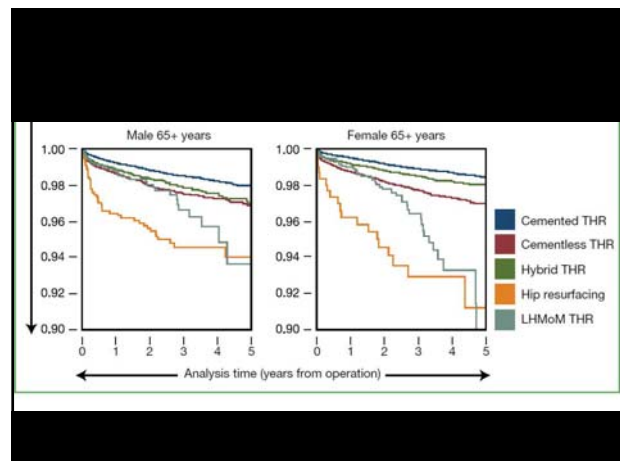 Male 65+ years
Female 65+ years
1.00
0.98
0.96
0.94
0.92
0.90
0 1 2 3 4 5
1.00
0.98
0.96
0.94
0.92
0.90
0 1 2 3 4 5
Cemented THR
Cementless THR
Hybrid THR
Hip resurfacing
LHMoM THR
Analysis time (years from operation)